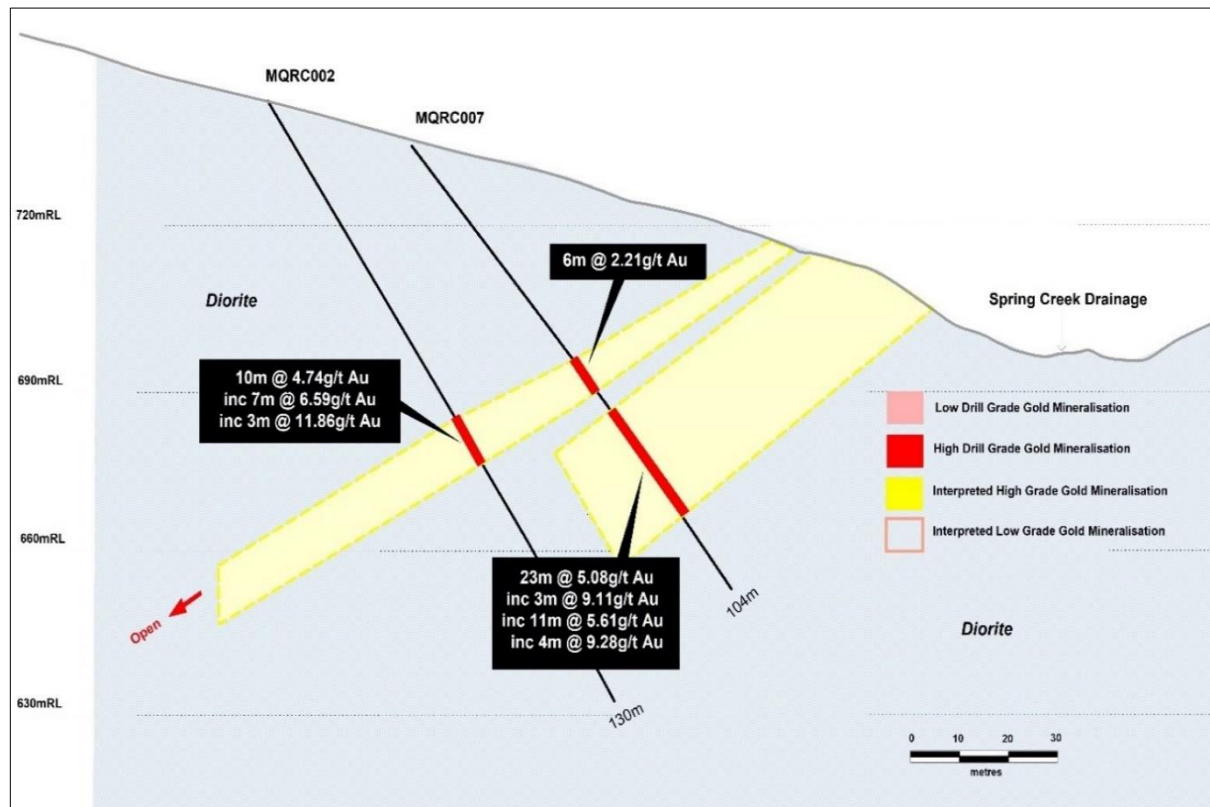 MQRC002
MQRC007
720mRL
6m @ 2.21g/t Au
Diorite
Spring Creek Drainage
10m @ 4.74g/t Au
inc 7m @ 6.59g/t Au
inc 3m @ 11.86g/t Au
690mRL
Low Drill Grade Gold Mineralisation
High Drill Grade Gold Mineralisation
Interpreted High Grade Gold Mineralisation
Interpreted Low Grade Gold Mineralisation
660mRL
23m @ 5.08g/t Au
inc 3m @ 9.11g/t Au
inc 11m @ 5.61g/t Au
inc 4m @ 9.28g/t Au
104m
Open
Diorite
630mRL
130m
0 10 20 30
metres